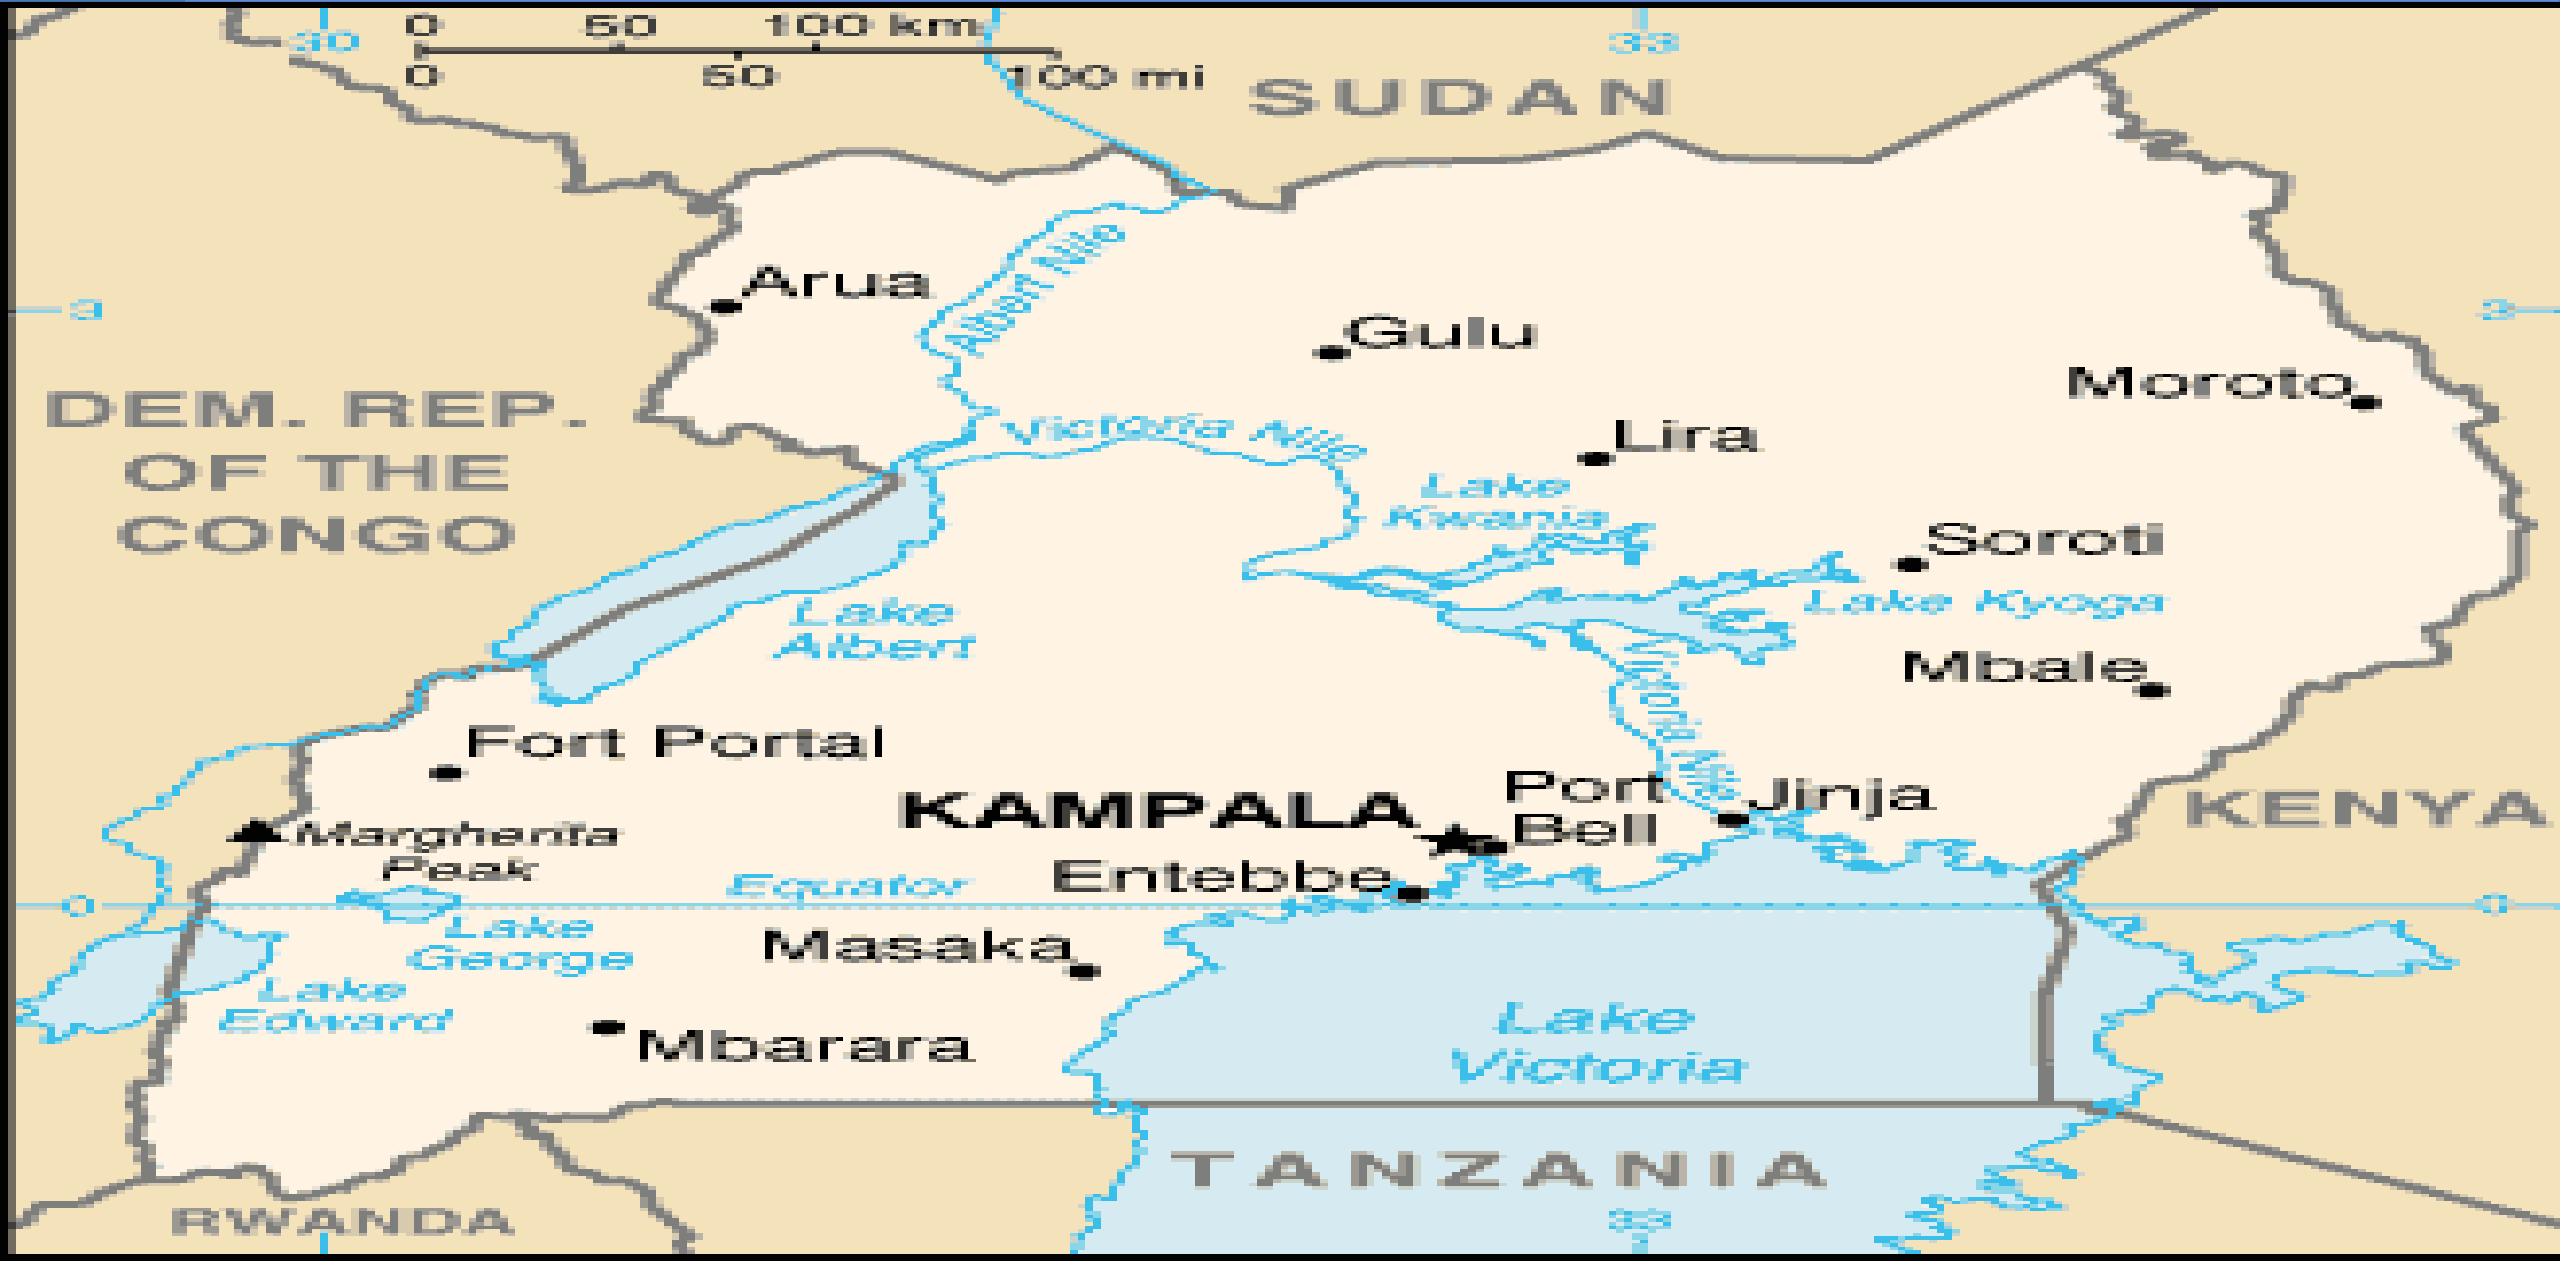 0 50 100 km
0 50 100 mi
30
33
SUDAN
Arua
Albert Nile
3
3
Gulu
Moroto
DEM. REP.
OF THE
CONGO
Victoria Nile
Lira
Lake
Kwania
Soroti
Lake Kyoga
Lake
Albert
Mbale
Victoria Nile
Fort Portal
KAMPALA
Port
Bell
Jinja
KENYA
Margherita
Peak
Entebbe
Equator
0
0
Lake
George
Masaka
Lake
Edward
Mbarara
Lake
Victoria
TANZANIA
RWANDA
33